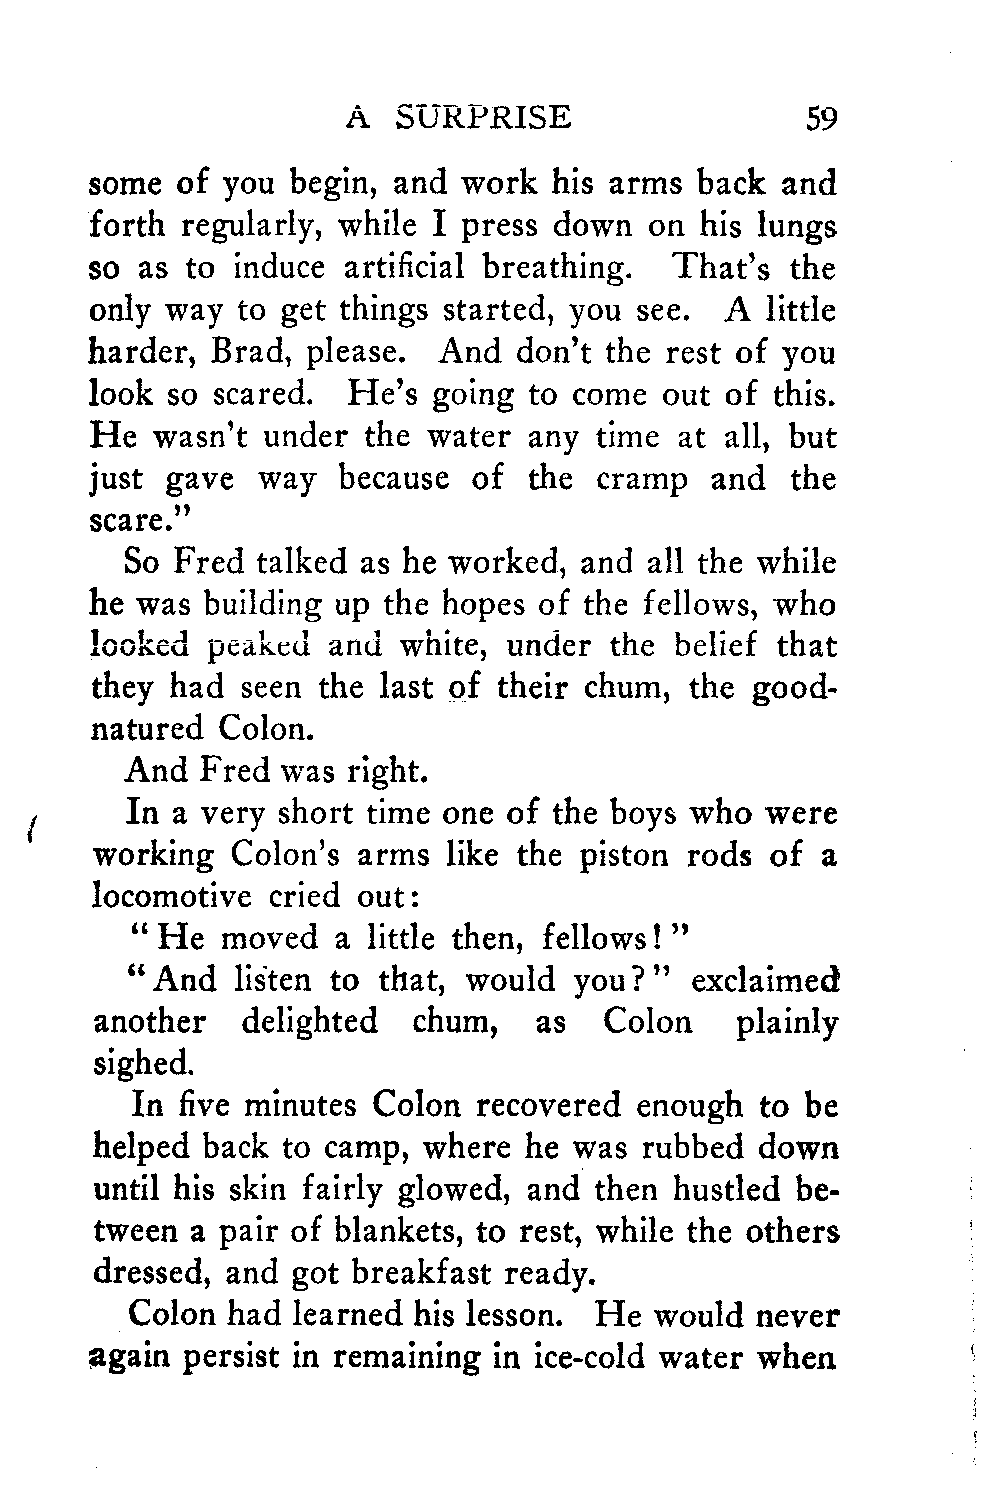 A SURPRISE 59
some of you begin, and work his arms back and
forth regularly, while I press down on his lungs
so as to induce artificial breathing. That's the
only way to get things started, you see. A little
harder, Brad, please. And don't the rest of you
look so scared. He's going to come out of this.
He wasn't under the water any time at all, but
just gave way because of the cramp and the
scare."
So Fred talked as he worked, and all the while
he was building up the hopes of the fellows, who
looked peaked and white, under the belief that
they had seen the last of their chum, the good-
natured Colon.
And Fred was right.
In a very short time one of the boys who were
working Colon's arms like the piston rods of a
locomotive cried out:
"He moved a little then, fellows!"
"And listen to that, would you?" exclaimed
another delighted chum, as Colon plainly
sighed.
In five minutes Colon recovered enough to be
helped back to camp, where he was rubbed down
until his skin fairly glowed, and then hustled be-
tween a pair of blankets, to rest, while the others
dressed, and got breakfast ready.
Colon had learned his lesson. He would never
again persist in remaining in ice-cold water when